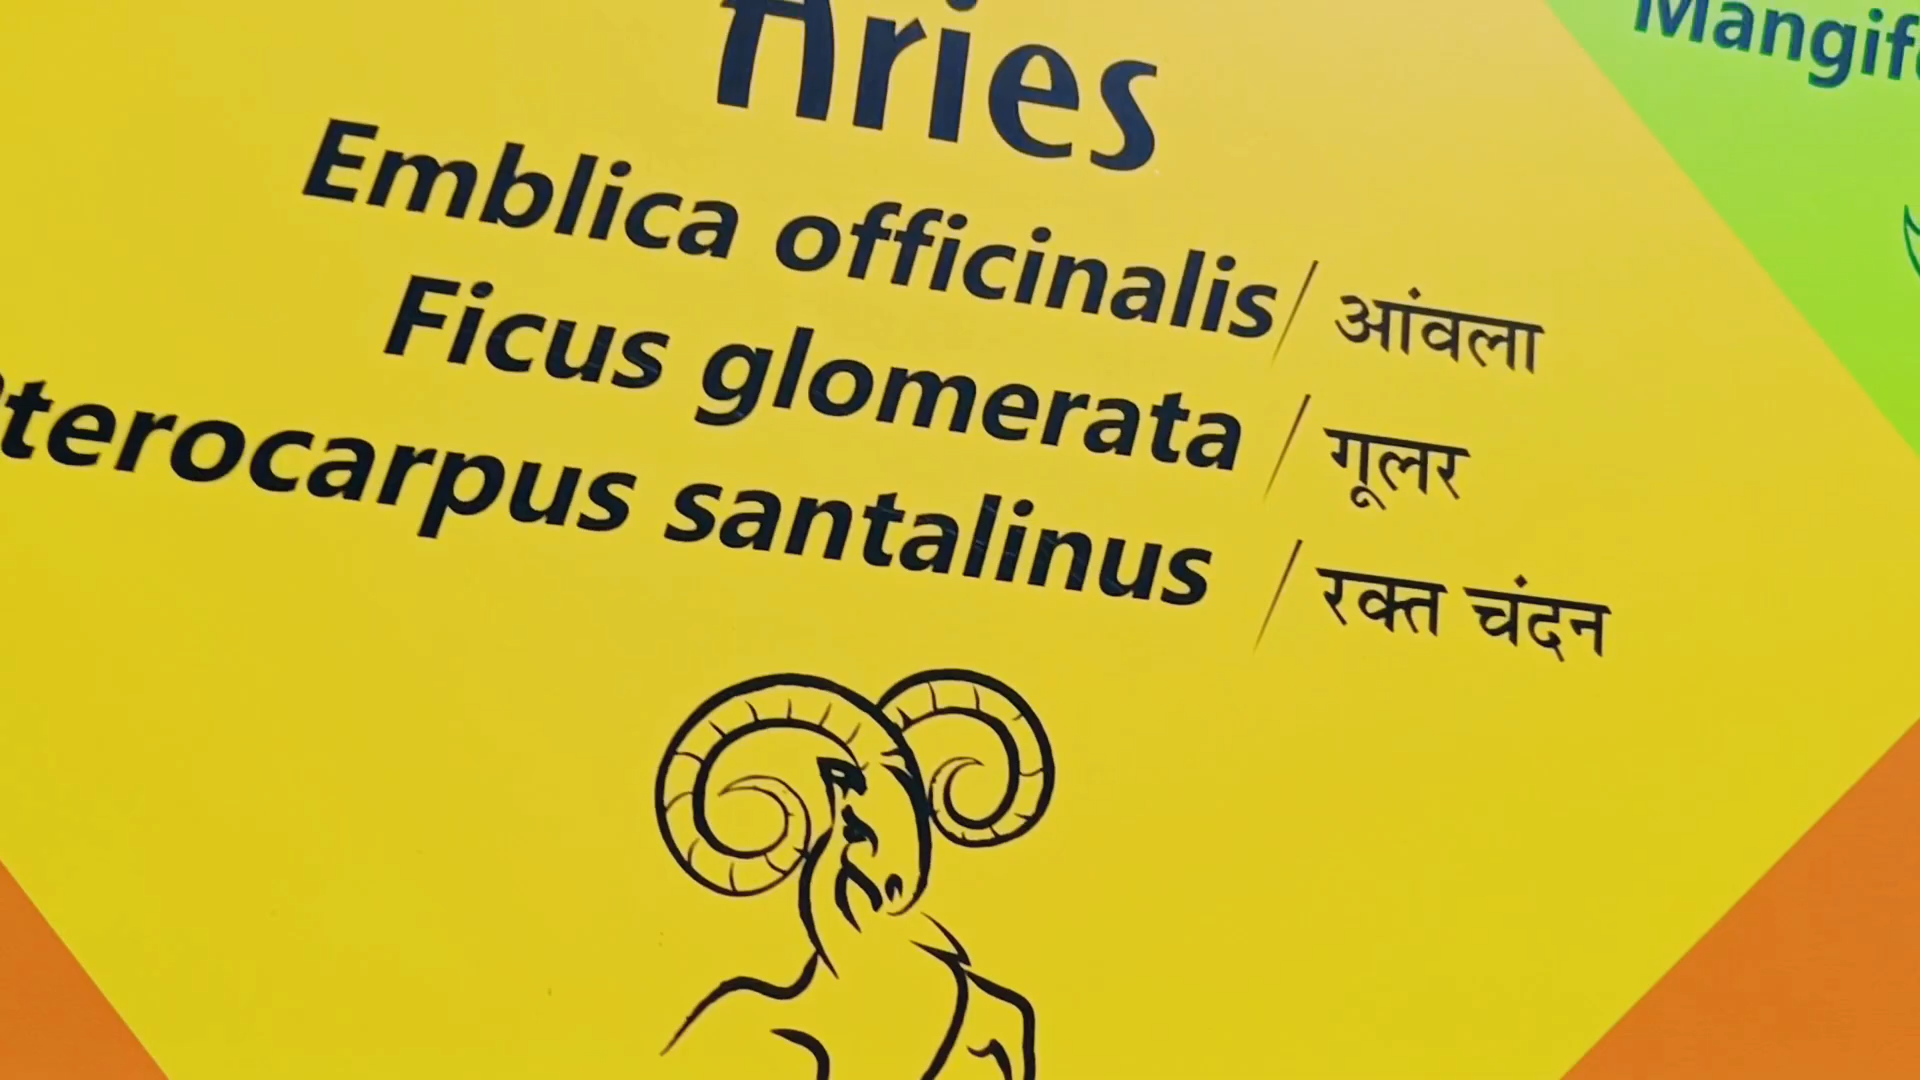 Aries
Emblica officinalis/ आंवला
Ficus glomerata / गूलर
terocarpus santalinus / रक्त चंदन
Mangif